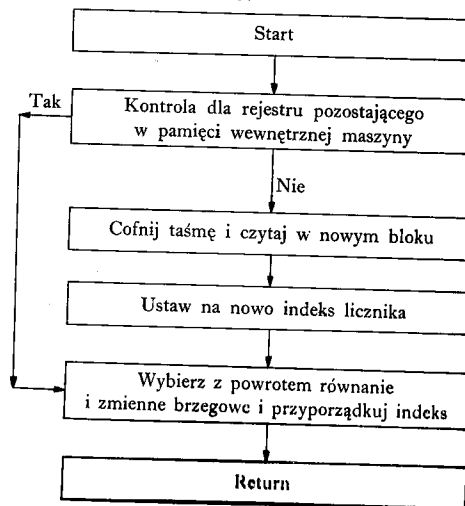 Start
Tak
Kontrola dla rejestru pozostającego
w pamięci wewnętrznej maszyny
Nie
Cofnij taśmę i czytaj w nowym bloku
Ustaw na nowo indeks licznika
Wybierz z powrotem równanie
i zmienne brzegowe i przyporządkuj indeks
Return